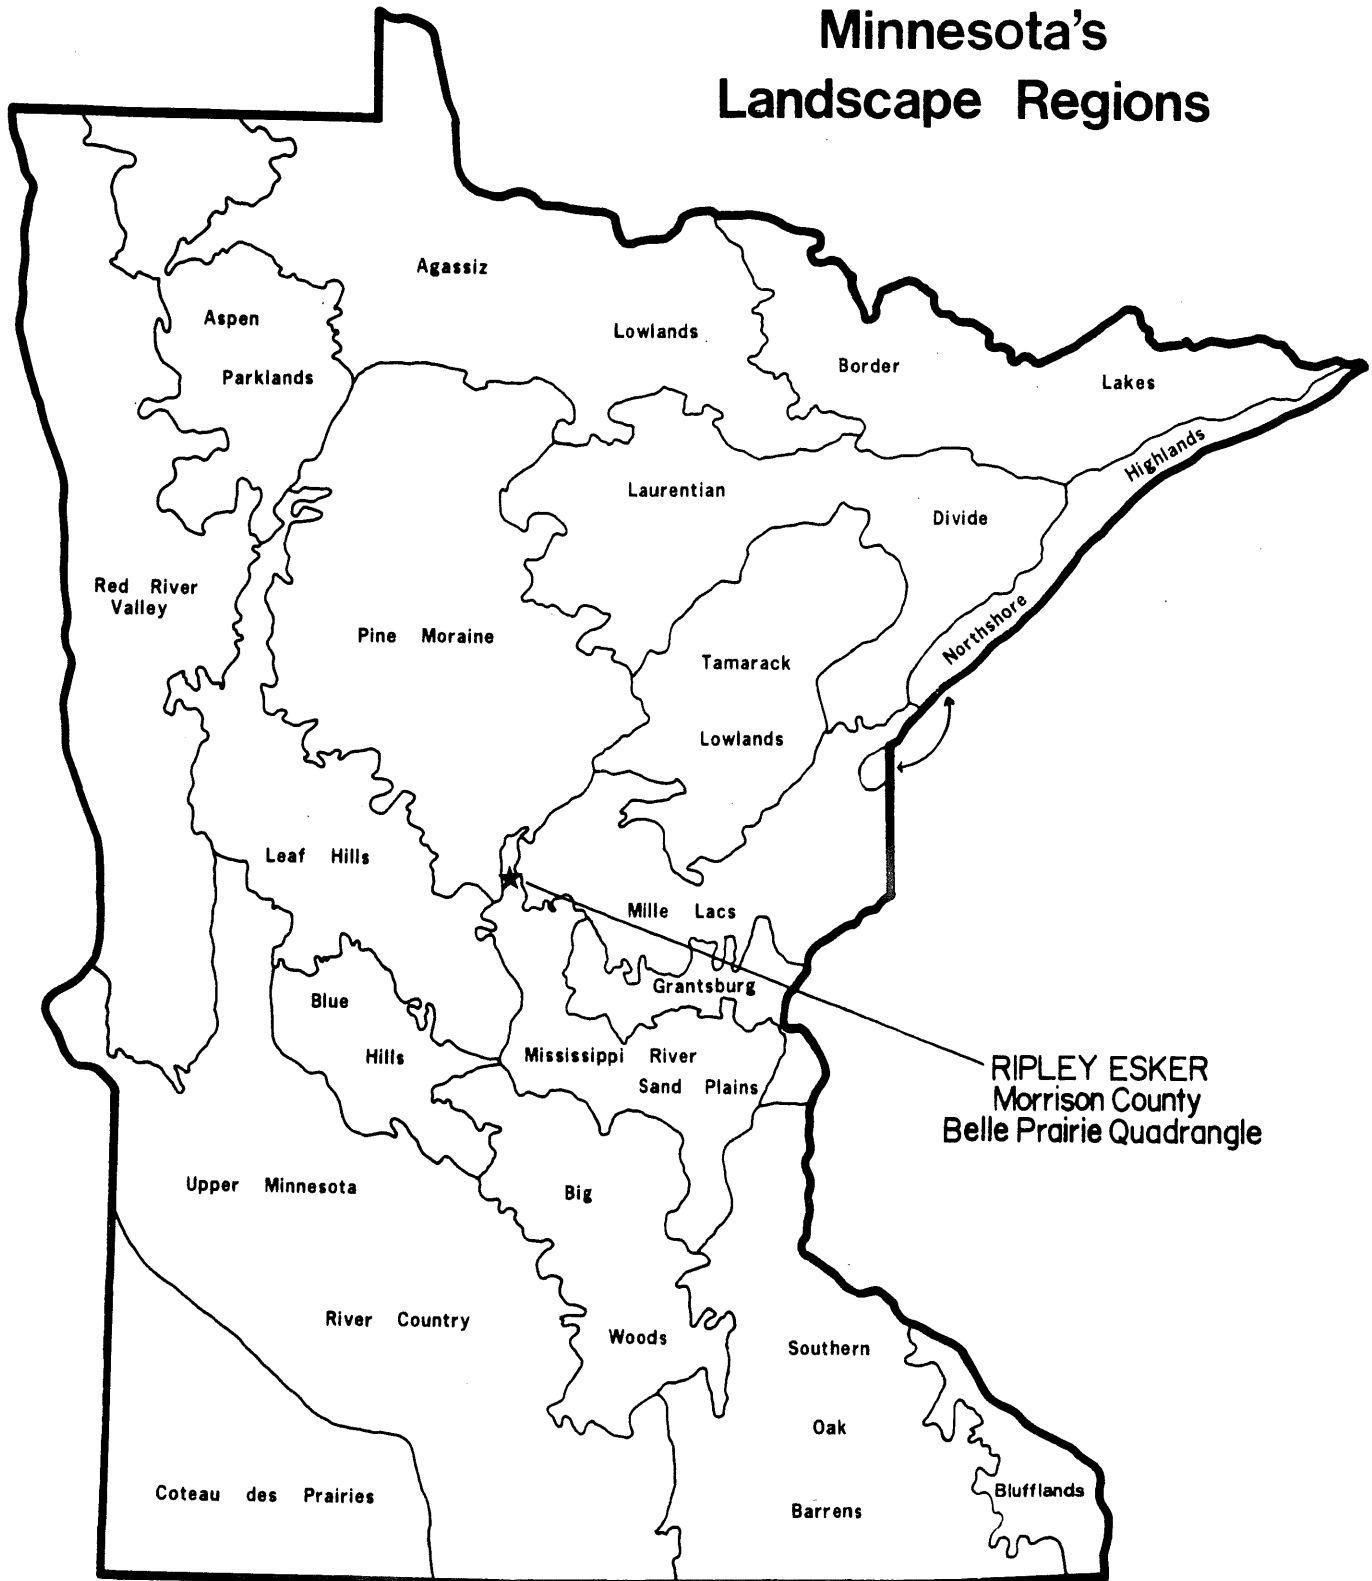 Minnesota's
Landscape Regions
Agassiz
Lowlands
Aspen
Parklands
Border
Lakes
Highlands
Laurentian
Divide
Red River
Valley
Northshore
Pine Moraine
Tamarack
Lowlands
Leaf Hills
Mille Lacs
Grantsburg
Blue
Hills
Mississippi River
Sand Plains
RIPLEY ESKER
Morrison County
Belle Prairie Quadrangle
Upper Minnesota
River Country
Big
Woods
Southern
Oak
Barrens
Blufflands
Coteau des Prairies